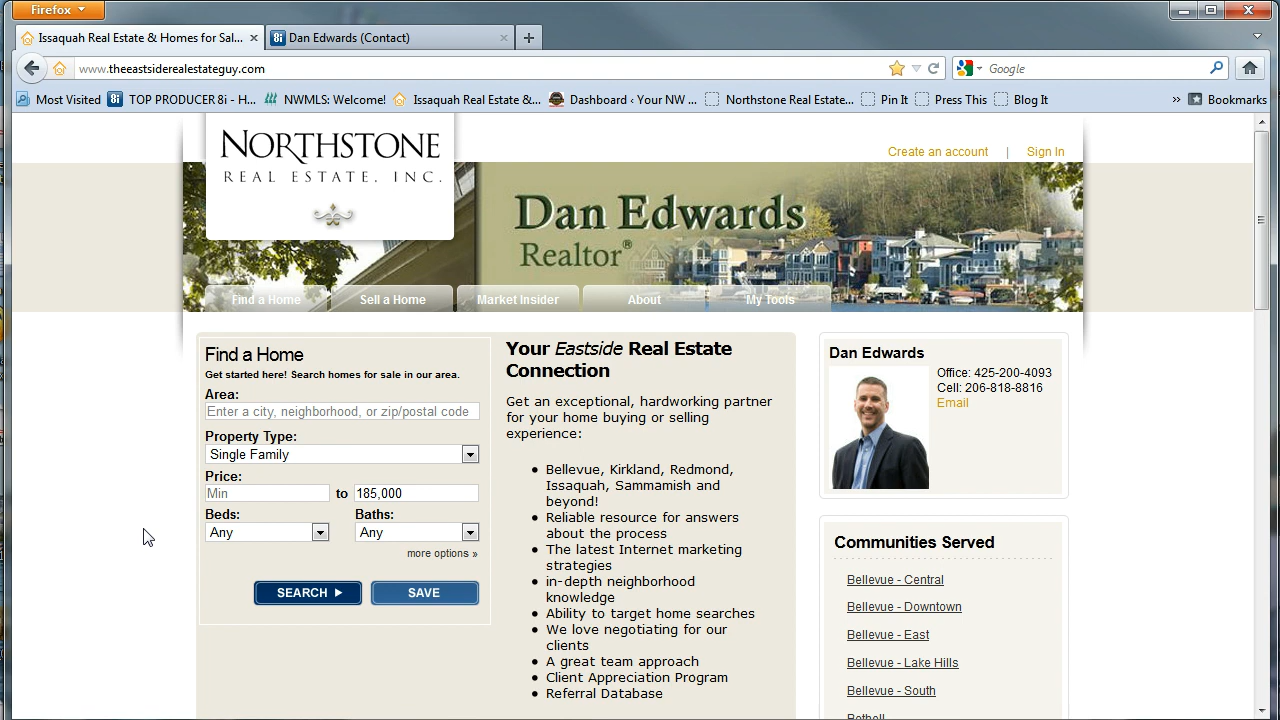 Firefox
Issaquah Real Estate & Homes for Sal...
Dan Edwards (Contact)
www.theeastsiderealestateguy.com
Google
Most Visited
TOP PRODUCER 8i - H...
NWMLS: Welcome!
Issaquah Real Estate &...
Dashboard ‹ Your NW ...
Northstone Real Estate...
Pin It
Press This
Blog It
Bookmarks
NORTHSTONE
REAL ESTATE, INC.
Create an account | Sign In
Dan Edwards
Realtor®
Find a Home
Sell a Home
Market Insider
About
My Tools
Find a Home
Get started here! Search homes for sale in our area.
Area:
Enter a city, neighborhood, or zip/postal code
Property Type:
Single Family
Price:
Min to 185,000
Beds: Baths:
Any Any
more options »
SEARCH SAVE
Your Eastside Real Estate
Connection
Get an exceptional, hardworking partner
for your home buying or selling
experience:
Bellevue, Kirkland, Redmond,
Issaquah, Sammamish and
beyond!
Reliable resource for answers
about the process
The latest Internet marketing
strategies
in-depth neighborhood
knowledge
Ability to target home searches
We love negotiating for our
clients
A great team approach
Client Appreciation Program
Referral Database
Dan Edwards
Office: 425-200-4093
Cell: 206-818-8816
Email
Communities Served
Bellevue - Central
Bellevue - Downtown
Bellevue - East
Bellevue - Lake Hills
Bellevue - South
Bothell